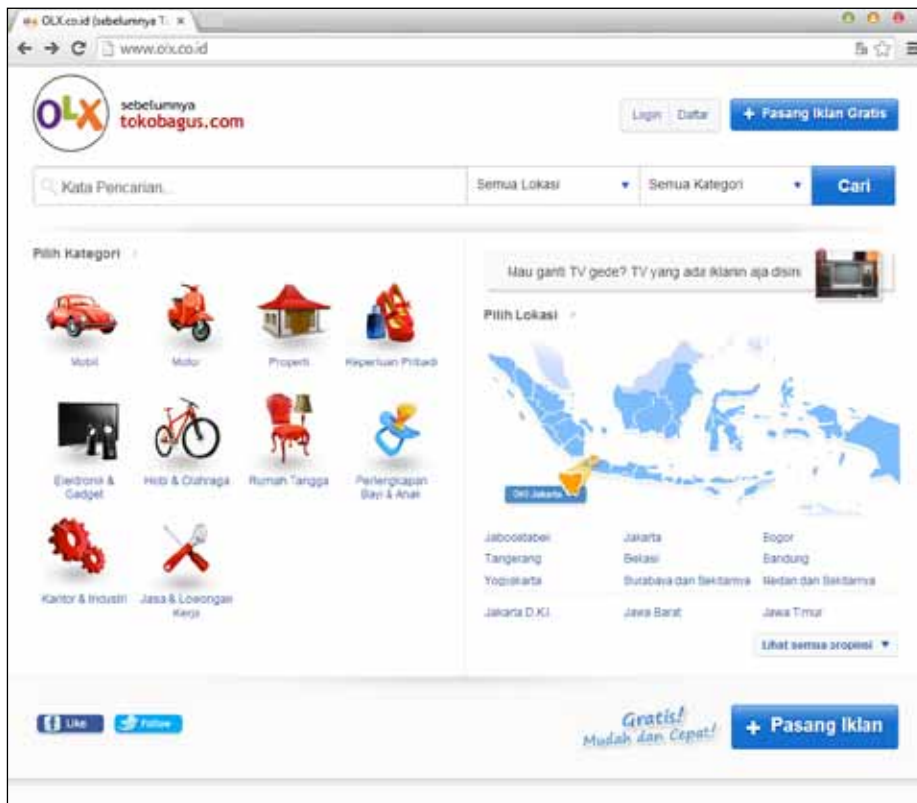 OLX.co.id (sebelumnya T
www.olx.co.id
OLX
sebelumnya
tokobagus.com
Login
Daftar
+ Pasang Iklan Gratis
Kata Pencarian...
Semua Lokasi
Semua Kategori
Cari
Pilih Kategori
Mobil
Motor
Properti
Keperluan Pribadi
Elektronik &
Gadget
Hobi & Olahraga
Rumah Tangga
Perlengkapan
Bayi & Anak
Kantor & Industri
Jasa & Lowongan
Kerja
Mau ganti TV gede? TV yang ada iklanin aja disini
Pilih Lokasi
DKI Jakarta
Jabodetabek
Jakarta
Bogor
Tangerang
Bekasi
Bandung
Yogyakarta
Surabaya dan Sekitarnya
Medan dan Sekitarnya
Jakarta D.K.I.
Jawa Barat
Jawa Timur
Lihat semua propinsi
Like
Follow
Gratis!
Mudah dan Cepat!
+ Pasang Iklan